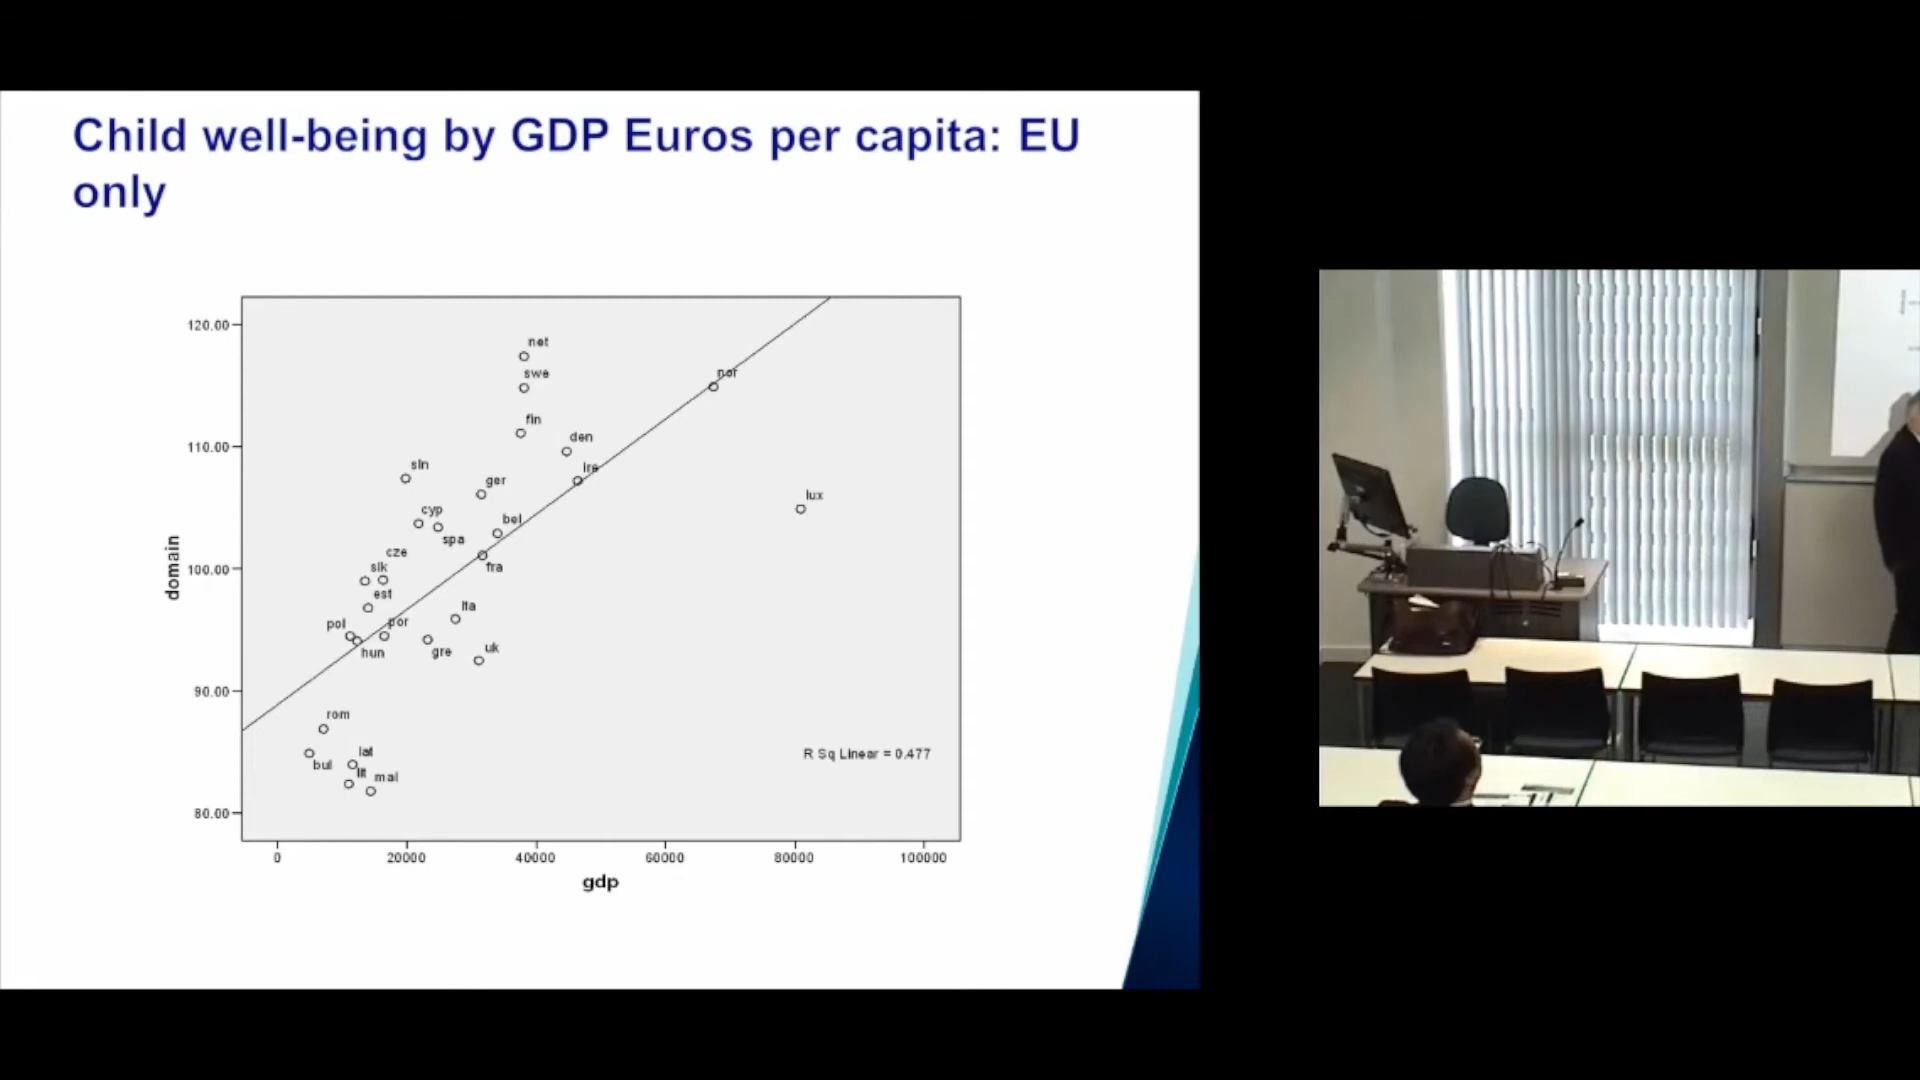 Child well-being by GDP Euros per capita: EU
only
120.00
110.00
100.00
90.00
80.00
domain
net
swe
nor
fin
den
sln
ire
ger
lux
cyp
bel
spa
cze
slk
fra
est
ita
pol
por
hun
gre
uk
rom
lat
bul
lit
mal
R Sq Linear = 0.477
0
20000
40000
60000
80000
100000
gdp